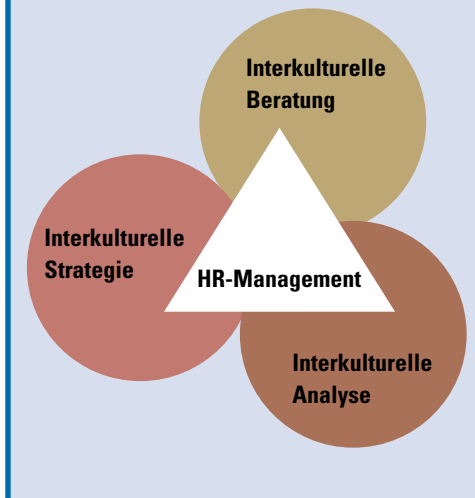 Interkulturelle
Beratung
Interkulturelle
Strategie
HR-Management
Interkulturelle
Analyse